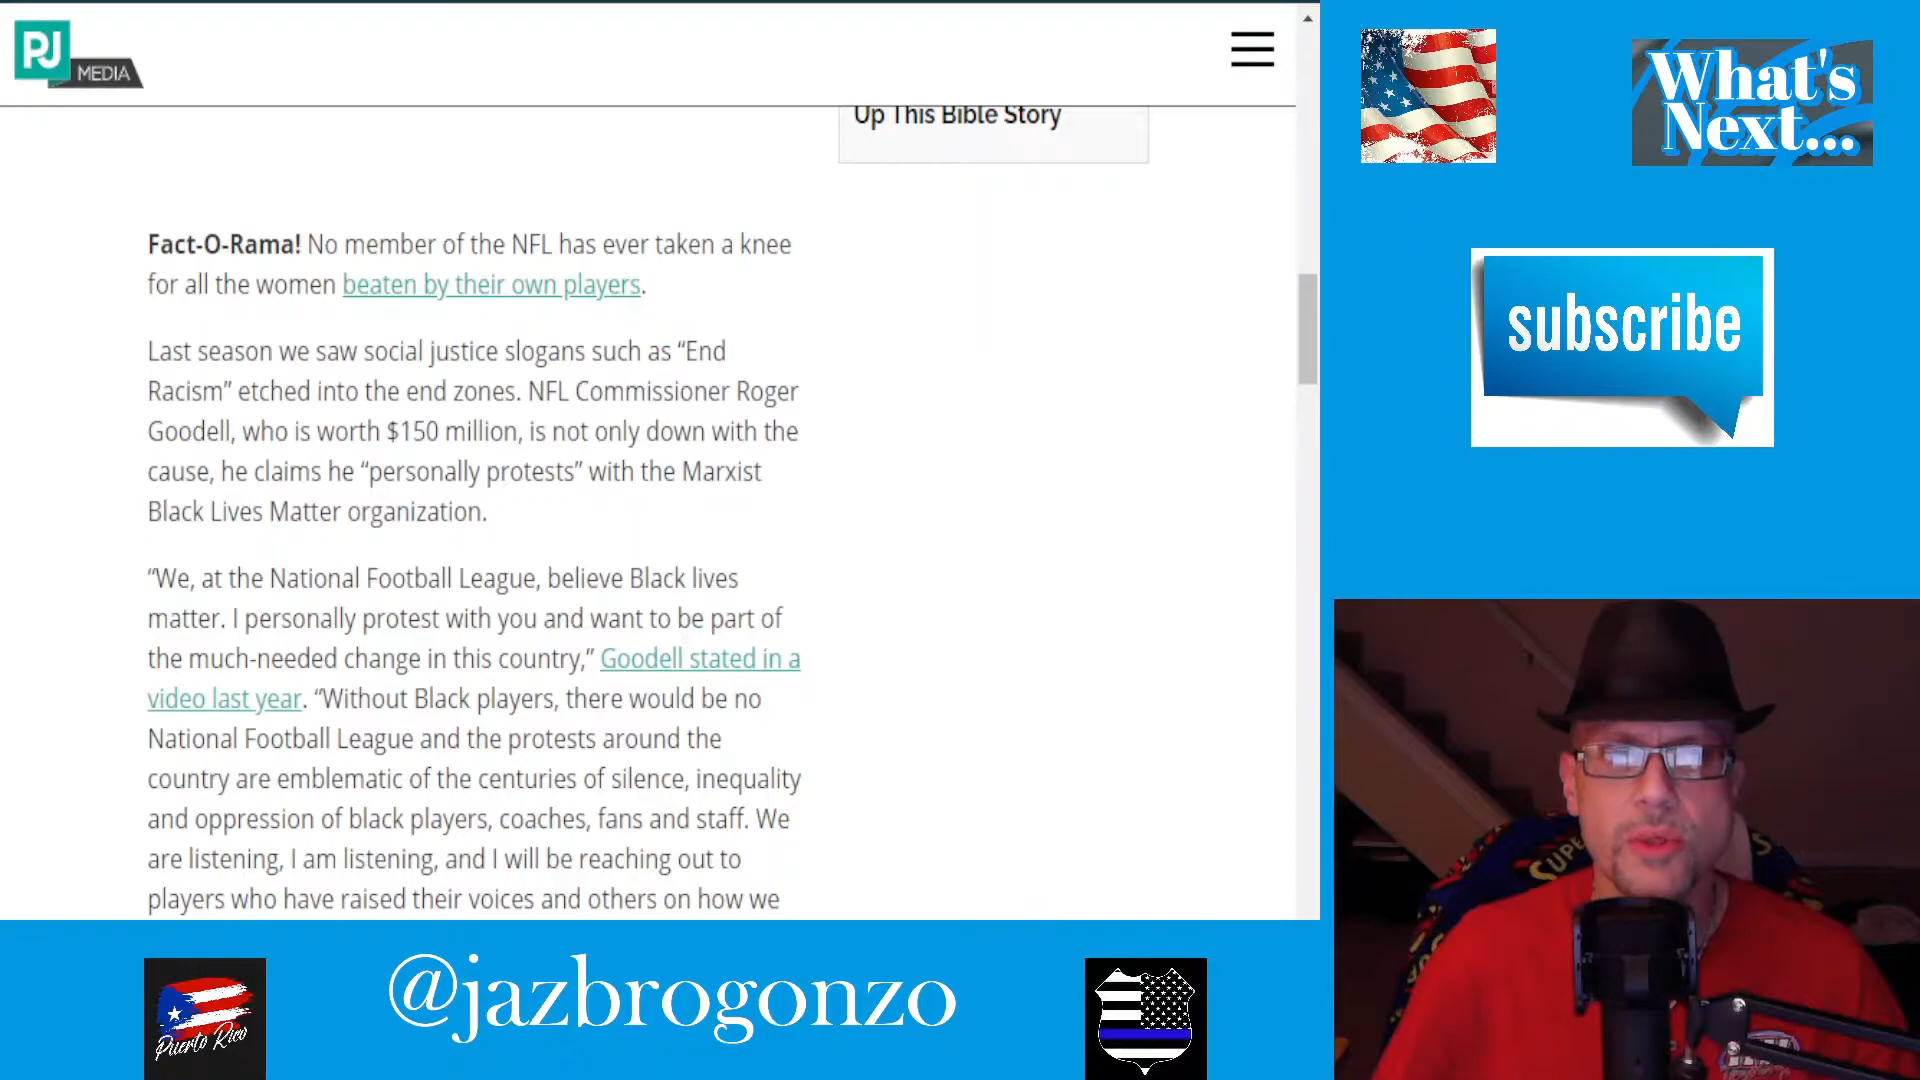 PJ
MEDIA
Up This Bible Story
Fact-O-Rama! No member of the NFL has ever taken a knee
for all the women beaten by their own players.
Last season we saw social justice slogans such as “End
Racism” etched into the end zones. NFL Commissioner Roger
Goodell, who is worth $150 million, is not only down with the
cause, he claims he “personally protests” with the Marxist
Black Lives Matter organization.
“We, at the National Football League, believe Black lives
matter. I personally protest with you and want to be part of
the much-needed change in this country,” Goodell stated in a
video last year. “Without Black players, there would be no
National Football League and the protests around the
country are emblematic of the centuries of silence, inequality
and oppression of black players, coaches, fans and staff. We
are listening, I am listening, and I will be reaching out to
players who have raised their voices and others on how we
What's
Next...
subscribe
SUPE
Puerto Rico
@jazbrogonzo